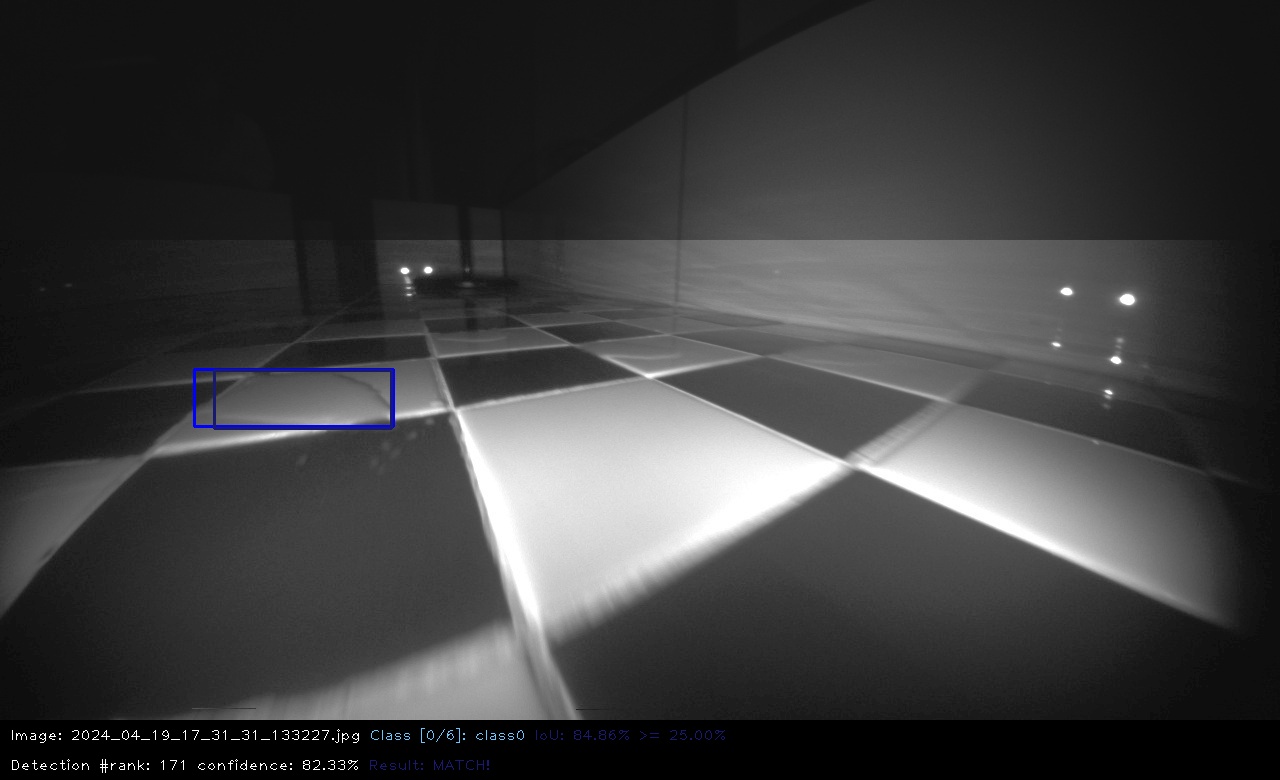 Image: 2024_04_19_17_31_31_133227.jpg Class [0/6]: class0 IoU: 84.86% >= 25.00%
Detection #rank: 171 confidence: 82.33% Result: MATCH!